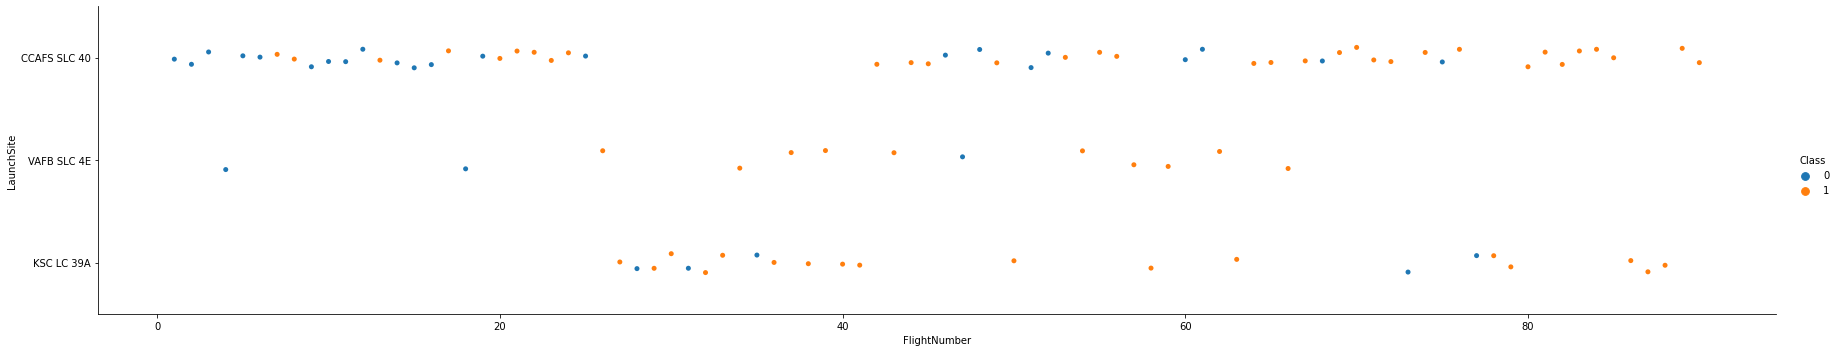 CCAFS SLC 40
VAFB SLC 4E
KSC LC 39A
LaunchSite
0 20 40 60 80
FlightNumber
Class
0
1